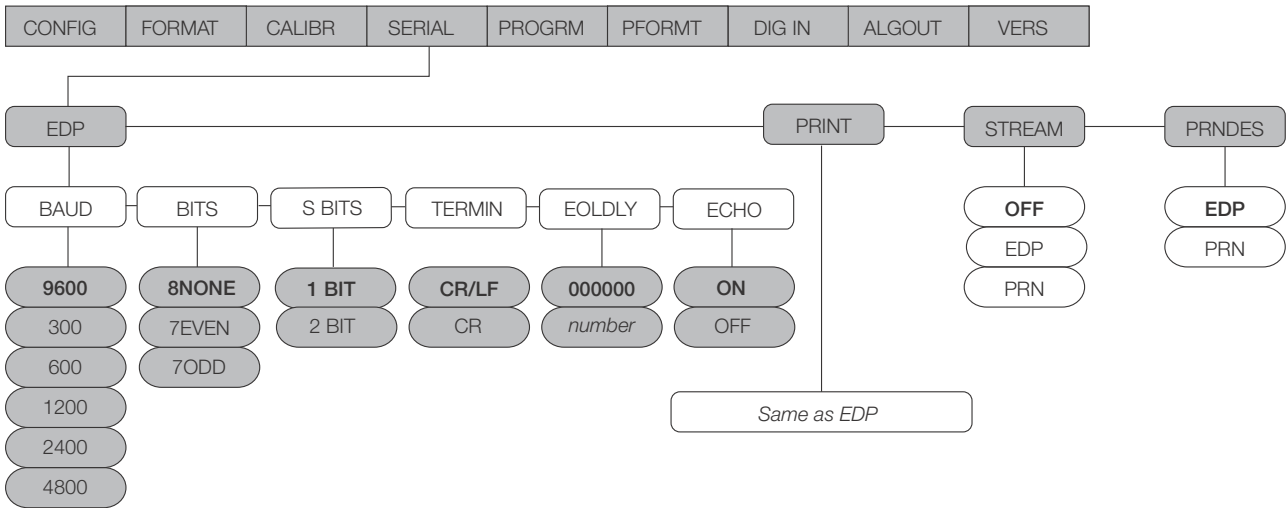 CONFIG FORMAT CALIBR SERIAL PROGRM PFORMT DIG IN ALGOUT VERS
EDP PRINT STREAM PRNDES
BAUD BITS S BITS TERMIN EOLDLY ECHO OFF EDP
EDP PRN
9600 8NONE 1 BIT CR/LF 000000 ON PRN
300 7EVEN 2 BIT CR number OFF
600 7ODD
1200 Same as EDP
2400
4800